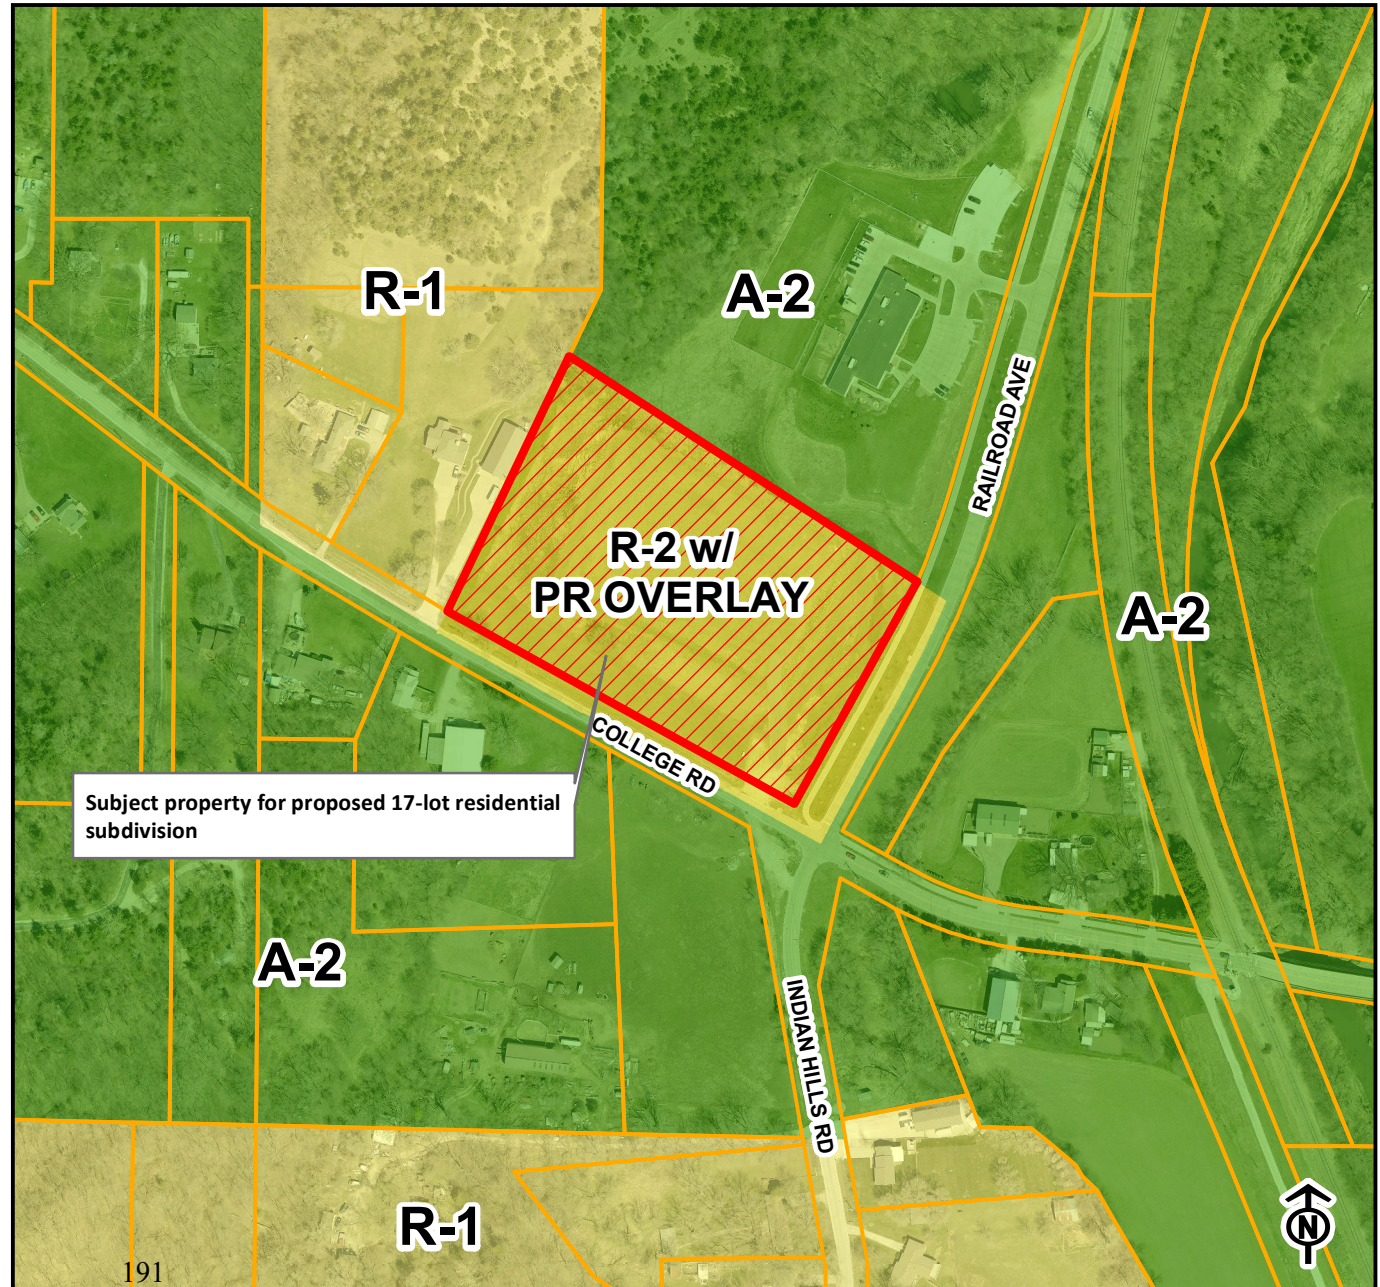 R-1
A-2
RAILROAD AVE
R-2 w/
PR OVERLAY
A-2
COLLEGE RD
Subject property for proposed 17-lot residential
subdivision
A-2
INDIAN HILLS RD
R-1
N
191